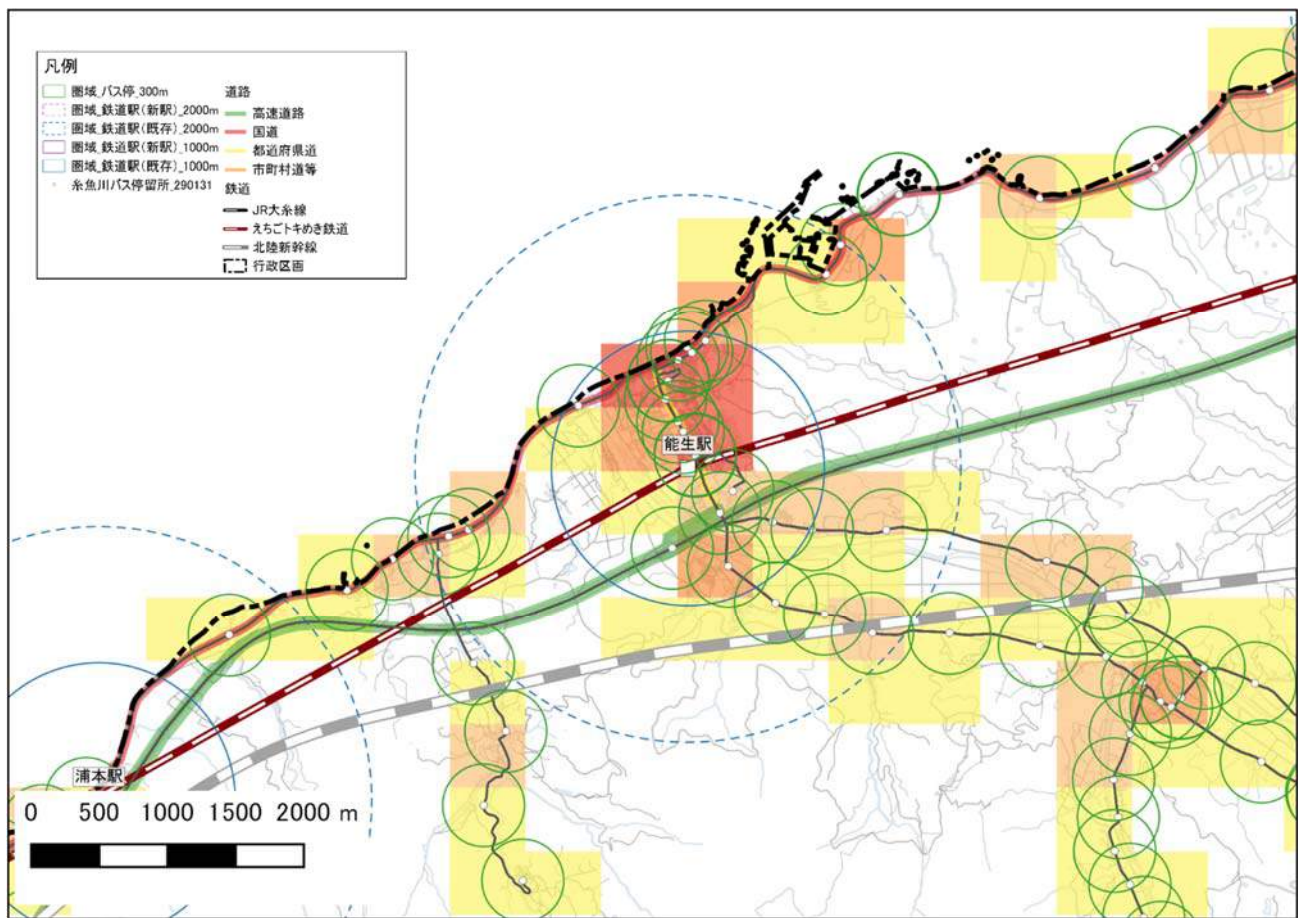 凡例
圏域_バス停_300m
圏域_鉄道駅(新駅)_2000m
圏域_鉄道駅(既存)_2000m
圏域_鉄道駅(新駅)_1000m
圏域_鉄道駅(既存)_1000m
糸魚川バス停留所_290131
道路
高速道路
国道
都道府県道
市町村道等
鉄道
JR大糸線
えちごトキめき鉄道
北陸新幹線
行政区画
能生駅
浦本駅
0 500 1000 1500 2000 m